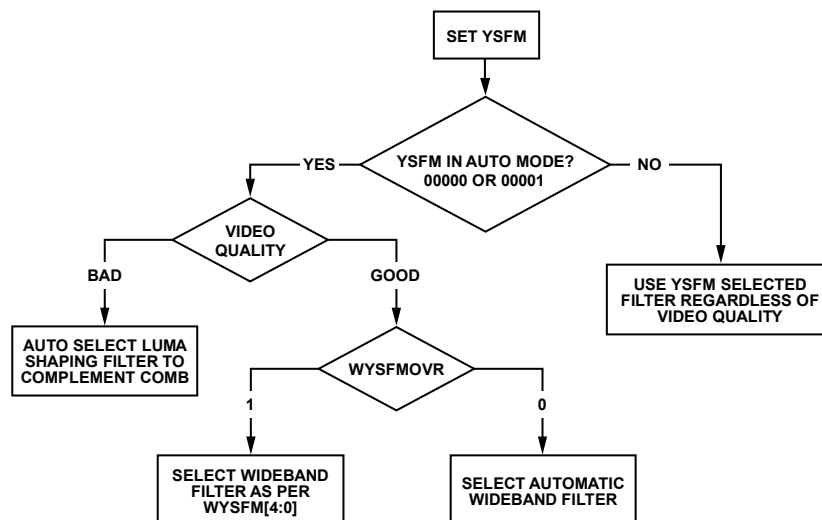 SET YSFM
YSFM IN AUTO MODE?
00000 OR 00001
YES
NO
VIDEO
QUALITY
BAD
GOOD
USE YSFM SELECTED
FILTER REGARDLESS OF
VIDEO QUALITY
AUTO SELECT LUMA
SHAPING FILTER TO
COMPLEMENT COMB
WYSFMOVR
1
0
SELECT WIDEBAND
FILTER AS PER
WYSFM[4:0]
SELECT AUTOMATIC
WIDEBAND FILTER